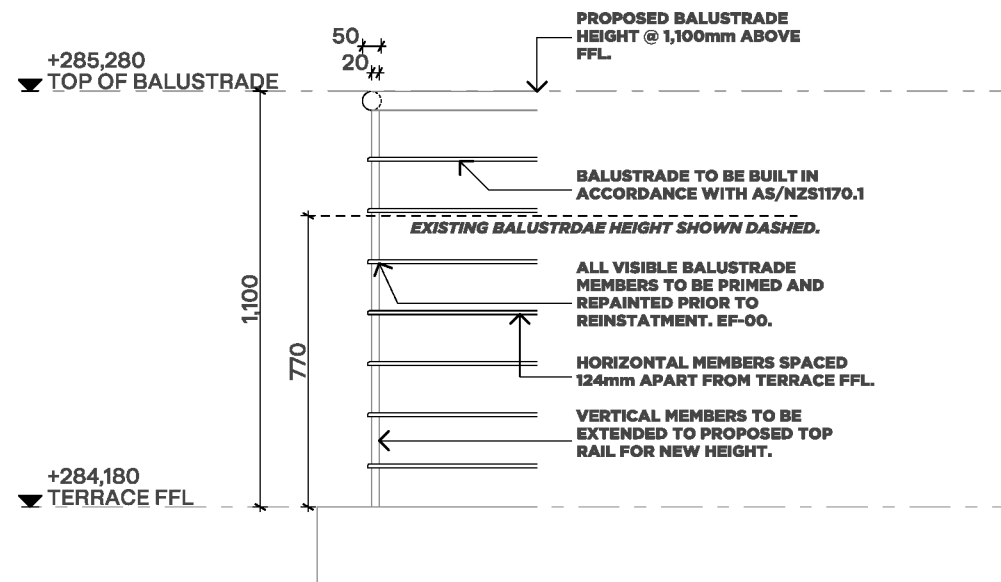 PROPOSED BALUSTRADE
HEIGHT @ 1,100mm ABOVE
FFL.
50
20
+285,280
TOP OF BALUSTRADE
BALUSTRADE TO BE BUILT IN
ACCORDANCE WITH AS/NZS1170.1
EXISTING BALUSTRDAE HEIGHT SHOWN DASHED.
ALL VISIBLE BALUSTRADE
MEMBERS TO BE PRIMED AND
REPAINTED PRIOR TO
REINSTATMENT. EF-00.
1,100
770
HORIZONTAL MEMBERS SPACED
124mm APART FROM TERRACE FFL.
VERTICAL MEMBERS TO BE
EXTENDED TO PROPOSED TOP
RAIL FOR NEW HEIGHT.
+284,180
TERRACE FFL